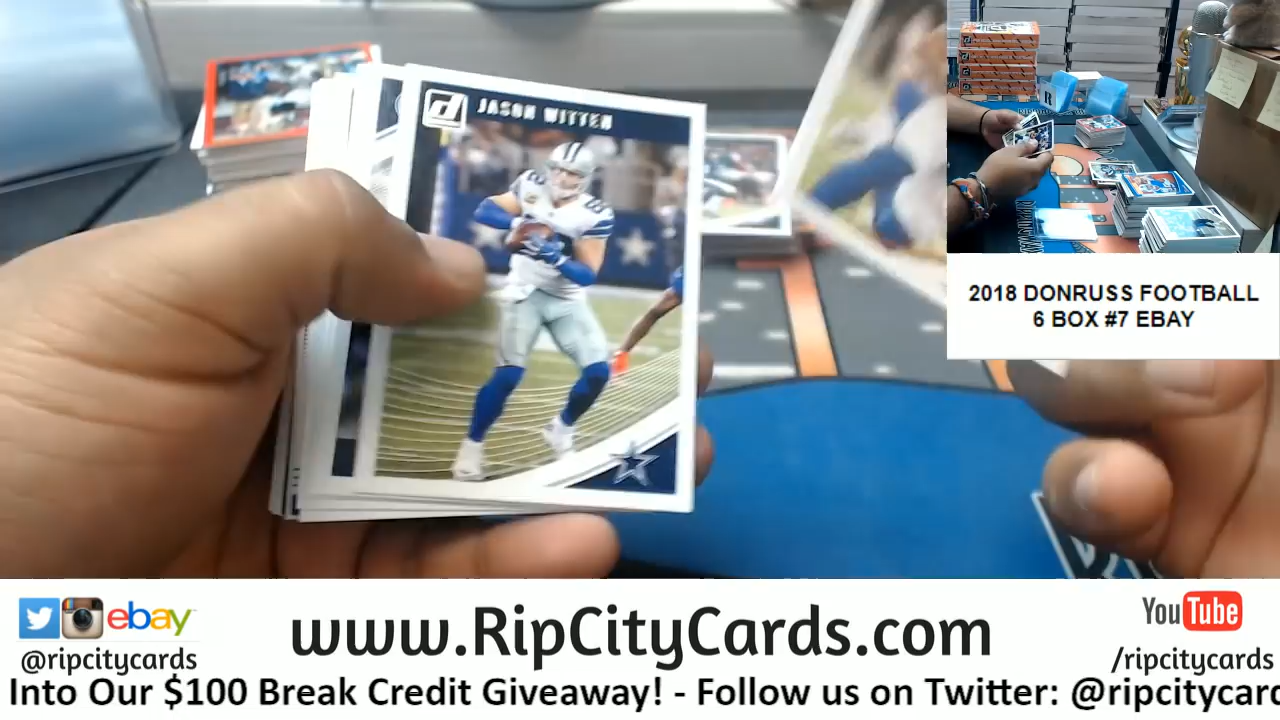 JASON WITTEN
2018 DONRUSS FOOTBALL
6 BOX #7 EBAY
ebay
@ripcitycards
www.RipCityCards.com
YouTube
/ripcitycards
Into Our $100 Break Credit Giveaway! - Follow us on Twitter: @ripcitycard